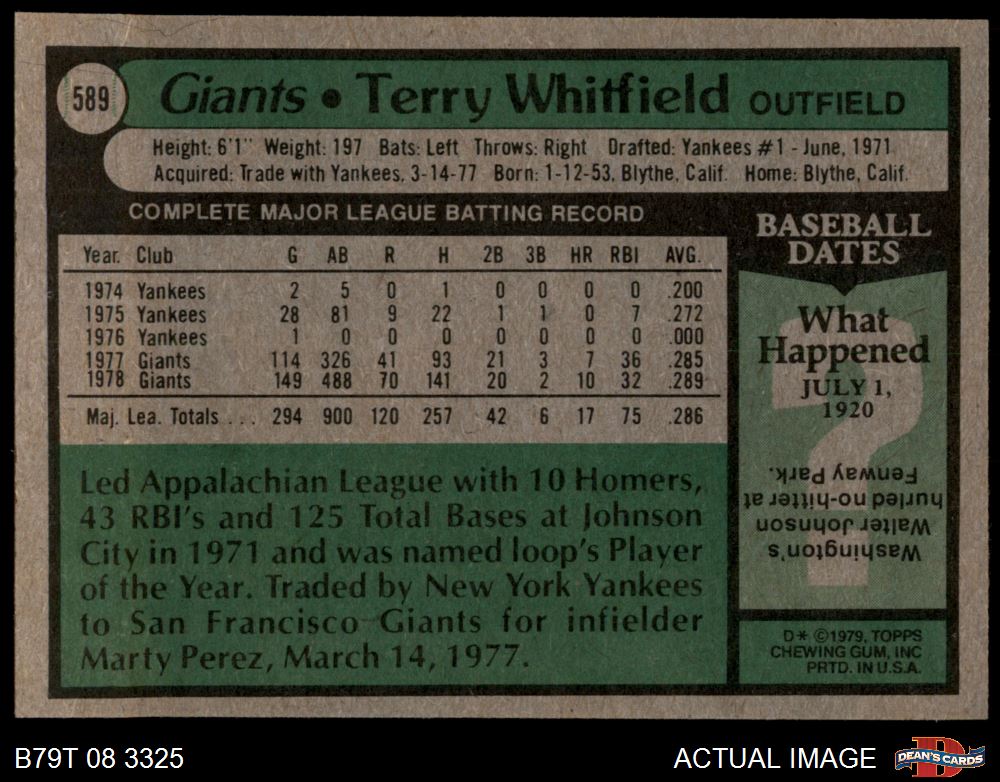 589
Giants • Terry Whitfield OUTFIELD
Height: 6'1" Weight: 197 Bats: Left Throws: Right Drafted: Yankees #1 - June, 1971
Acquired: Trade with Yankees, 3-14-77 Born: 1-12-53, Blythe, Calif. Home: Blythe, Calif.
COMPLETE MAJOR LEAGUE BATTING RECORD
Year. Club G AB R H 2B 3B HR RBI AVG.
1974 Yankees 2 5 0 1 0 0 0 0 .200
1975 Yankees 28 81 9 22 1 1 0 7 .272
1976 Yankees 1 0 0 0 0 0 0 0 .000
1977 Giants 114 326 41 93 21 3 7 36 .285
1978 Giants 149 488 70 141 20 2 10 32 .289
Maj. Lea. Totals . . . 294 900 120 257 42 6 17 75 .286
Led Appalachian League with 10 Homers,
43 RBI's and 125 Total Bases at Johnson
City in 1971 and was named loop's Player
of the Year. Traded by New York Yankees
to San Francisco Giants for infielder
Marty Perez, March 14, 1977.
BASEBALL
DATES
What
Happened
JULY 1,
1920
?
Washington's
Walter Johnson
hurled no-hitter at
Fenway Park.
D* ©1979, TOPPS
CHEWING GUM, INC
PRTD. IN U.S.A.
B79T 08 3325
ACTUAL IMAGE
D
DEAN'S CARDS